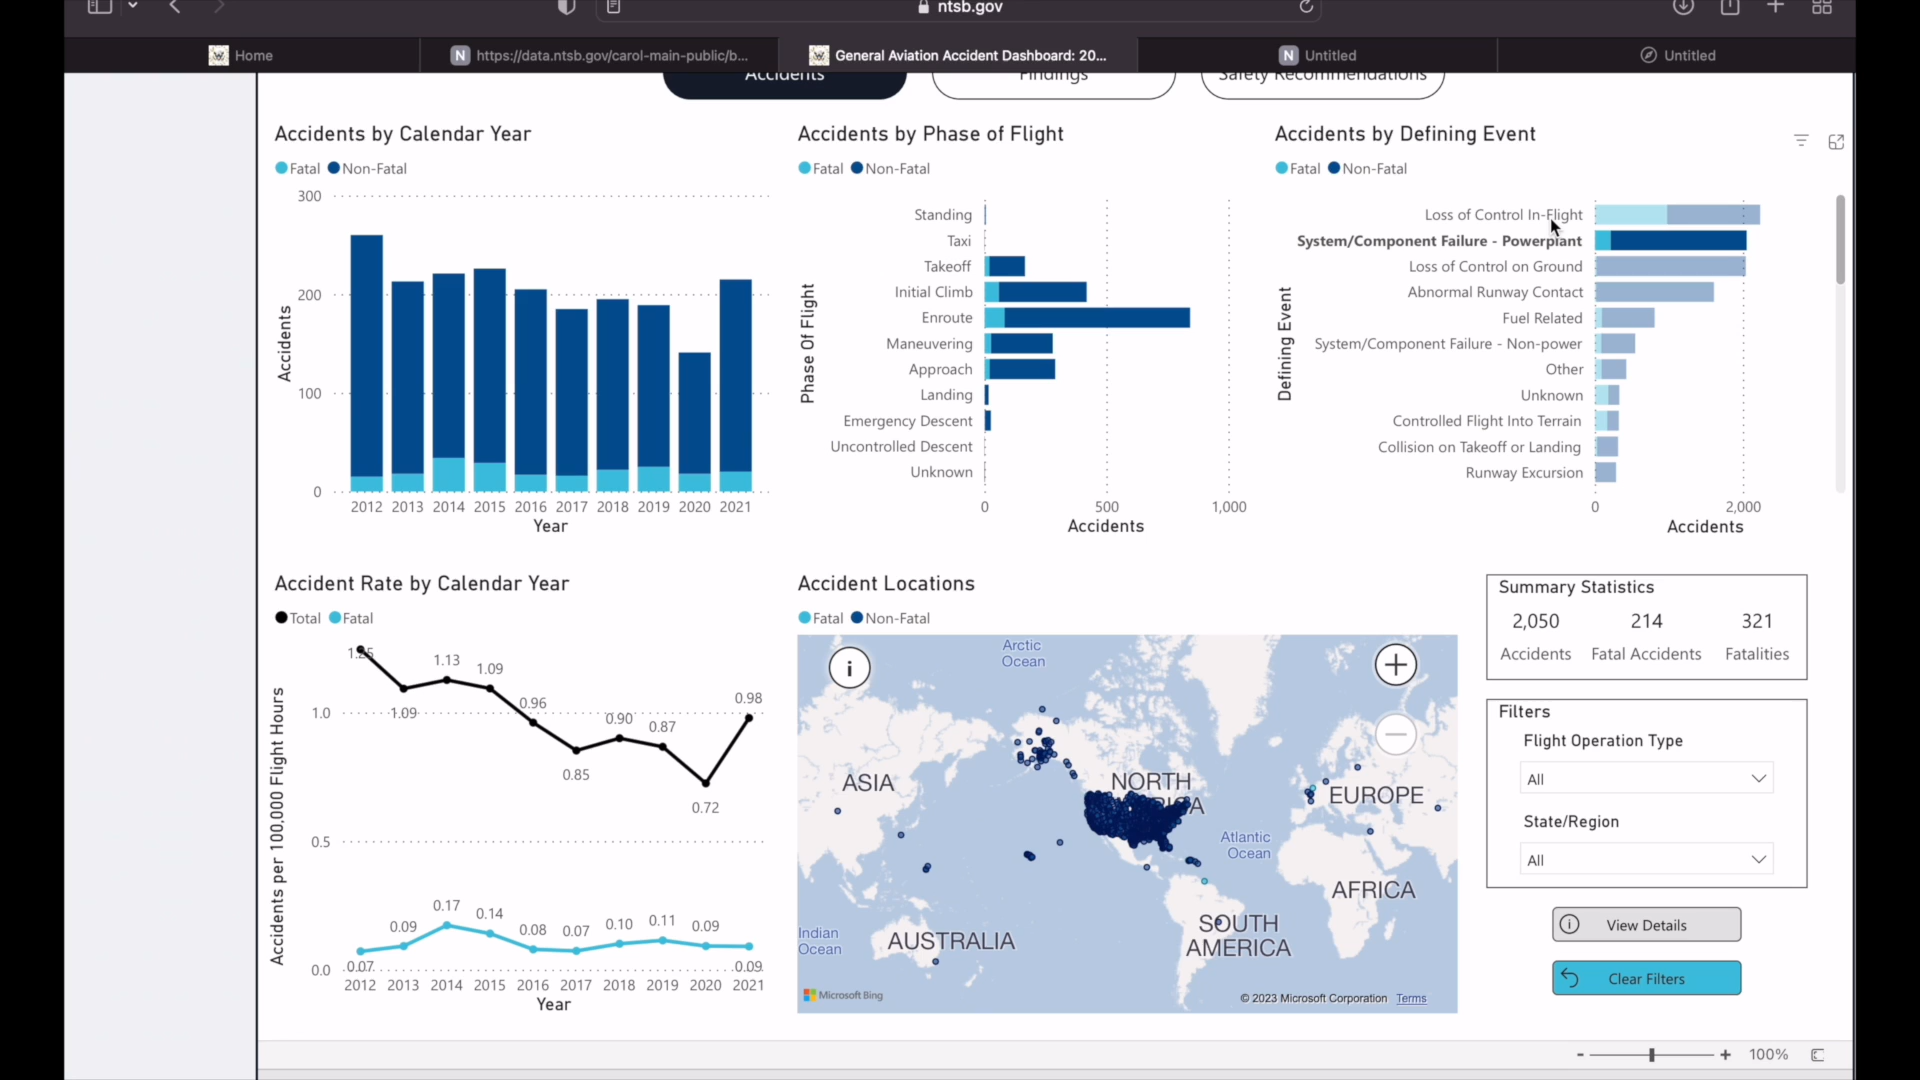 ntsb.gov
Home
N https://data.ntsb.gov/carol-main-public/b...
General Aviation Accident Dashboard: 20...
N Untitled
Untitled
Accidents
Findings
Safety Recommendations
Accidents by Calendar Year
Fatal Non-Fatal
300
200
100
0
Accidents
2012 2013 2014 2015 2016 2017 2018 2019 2020 2021
Year
Accidents by Phase of Flight
Fatal Non-Fatal
Phase Of Flight
Standing
Taxi
Takeoff
Initial Climb
Enroute
Maneuvering
Approach
Landing
Emergency Descent
Uncontrolled Descent
Unknown
0 500 1,000
Accidents
Accidents by Defining Event
Fatal Non-Fatal
Defining Event
Loss of Control In-Flight
System/Component Failure - Powerplant
Loss of Control on Ground
Abnormal Runway Contact
Fuel Related
System/Component Failure - Non-power
Other
Unknown
Controlled Flight Into Terrain
Collision on Takeoff or Landing
Runway Excursion
0 2,000
Accidents
Accident Rate by Calendar Year
Total Fatal
Accidents per 100,000 Flight Hours
1.0
0.5
0.0
1.25
1.09
1.13
1.09
0.96
0.85
0.90
0.87
0.72
0.98
0.07
0.09
0.17
0.14
0.08
0.07
0.10
0.11
0.09
0.09
2012 2013 2014 2015 2016 2017 2018 2019 2020 2021
Year
Accident Locations
Fatal Non-Fatal
Arctic
Ocean
ASIA
NORTH
AMERICA
EUROPE
Atlantic
Ocean
AFRICA
Indian
Ocean
AUSTRALIA
SOUTH
AMERICA
Microsoft Bing
© 2023 Microsoft Corporation Terms
Summary Statistics
2,050 214 321
Accidents Fatal Accidents Fatalities
Filters
Flight Operation Type
All
State/Region
All
View Details
Clear Filters
- + 100%